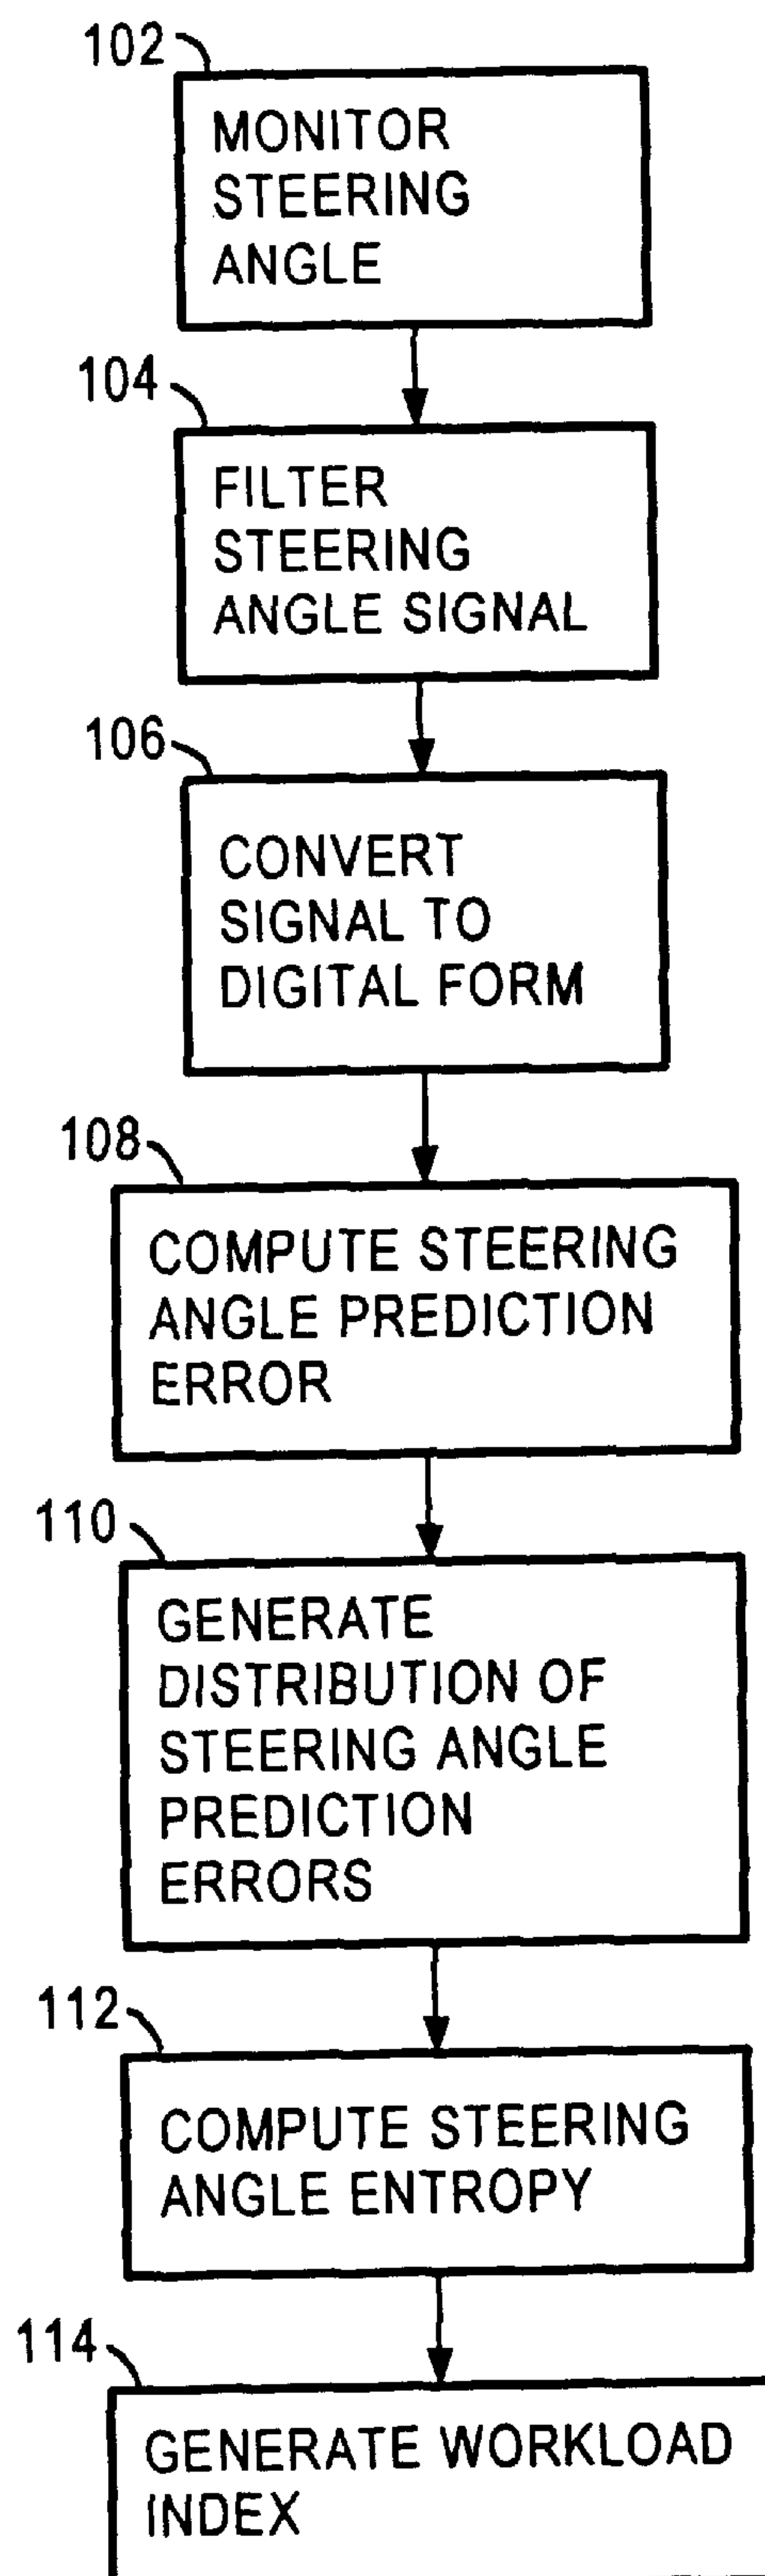 102
MONITOR
STEERING
ANGLE
104
FILTER
STEERING
ANGLE SIGNAL
106
CONVERT
SIGNAL TO
DIGITAL FORM
108
COMPUTE STEERING
ANGLE PREDICTION
ERROR
110
GENERATE
DISTRIBUTION OF
STEERING ANGLE
PREDICTION
ERRORS
112
COMPUTE STEERING
ANGLE ENTROPY
114
GENERATE WORKLOAD
INDEX